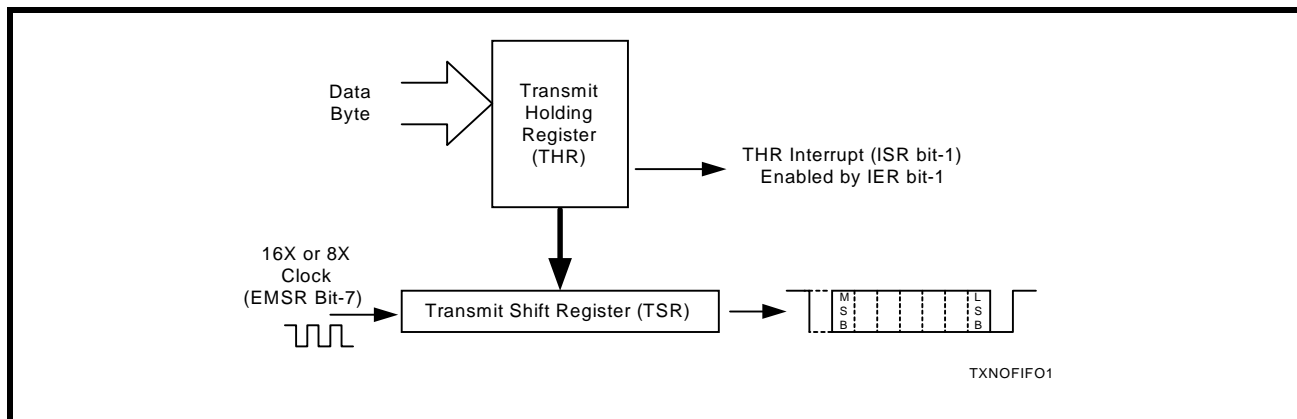 Data
Byte
Transmit
Holding
Register
(THR)
THR Interrupt (ISR bit-1)
Enabled by IER bit-1
16X or 8X
Clock
(EMSR Bit-7)
Transmit Shift Register (TSR)
M
S
B
L
S
B
TXNOFIFO1